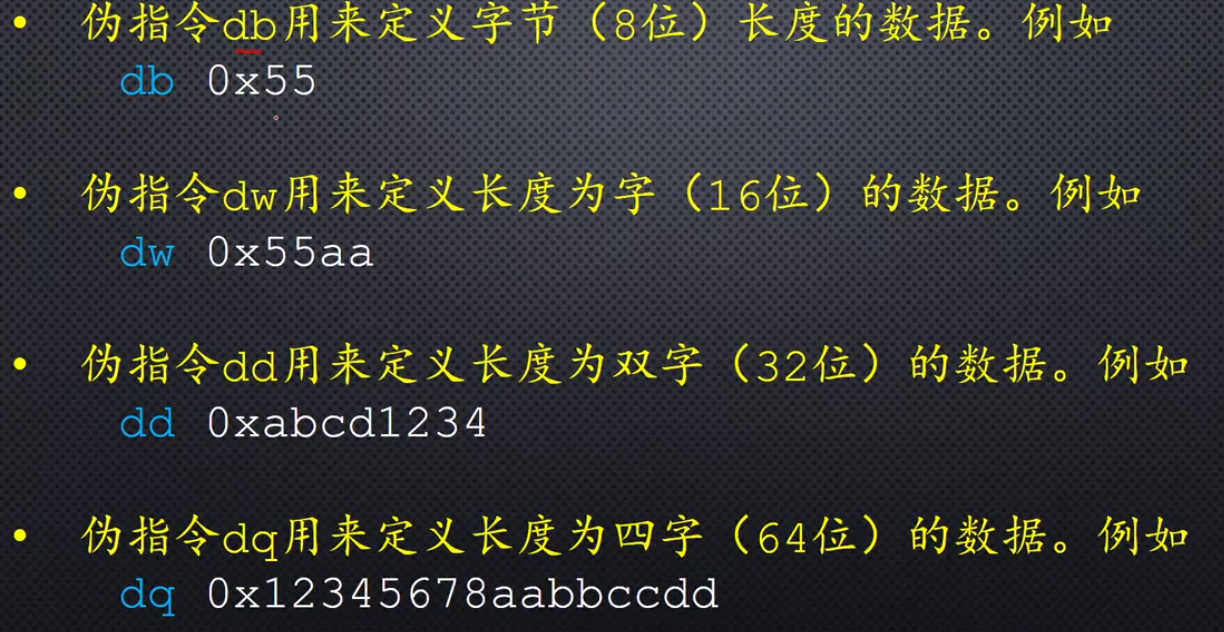 • 伪指令db用来定义字节（8位）长度的数据。例如
db 0x55
• 伪指令dw用来定义长度为字（16位）的数据。例如
dw 0x55aa
• 伪指令dd用来定义长度为双字（32位）的数据。例如
dd 0xabcd1234
• 伪指令dq用来定义长度为四字（64位）的数据。例如
dq 0x12345678aabbccdd